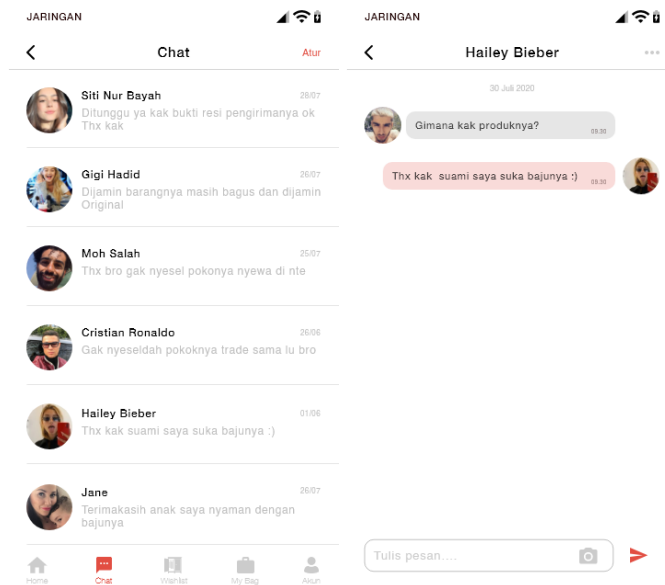 JARINGAN
Chat
Atur
Siti Nur Bayah
26/07
Ditunggu ya kak bukti resi pengirimanya ok
Thx kak
Gigi Hadid
26/07
Dijamin barangnya masih bagus dan dijamin
Original
Moh Salah
25/07
Thx bro gak nyesel pokonya nyewa di nte
Cristian Ronaldo
26/06
Gak nyeseldah pokoknya trade sama lu bro
Hailey Bieber
01/06
Thx kak suami saya suka bajunya :)
Jane
26/07
Terimakasih anak saya nyaman dengan
bajunya
Home
Chat
Wishlist
My Bag
Akun
JARINGAN
Hailey Bieber
30 Juli 2020
Gimana kak produknya?
09.30
Thx kak suami saya suka bajunya :)
09.30
Tulis pesan....